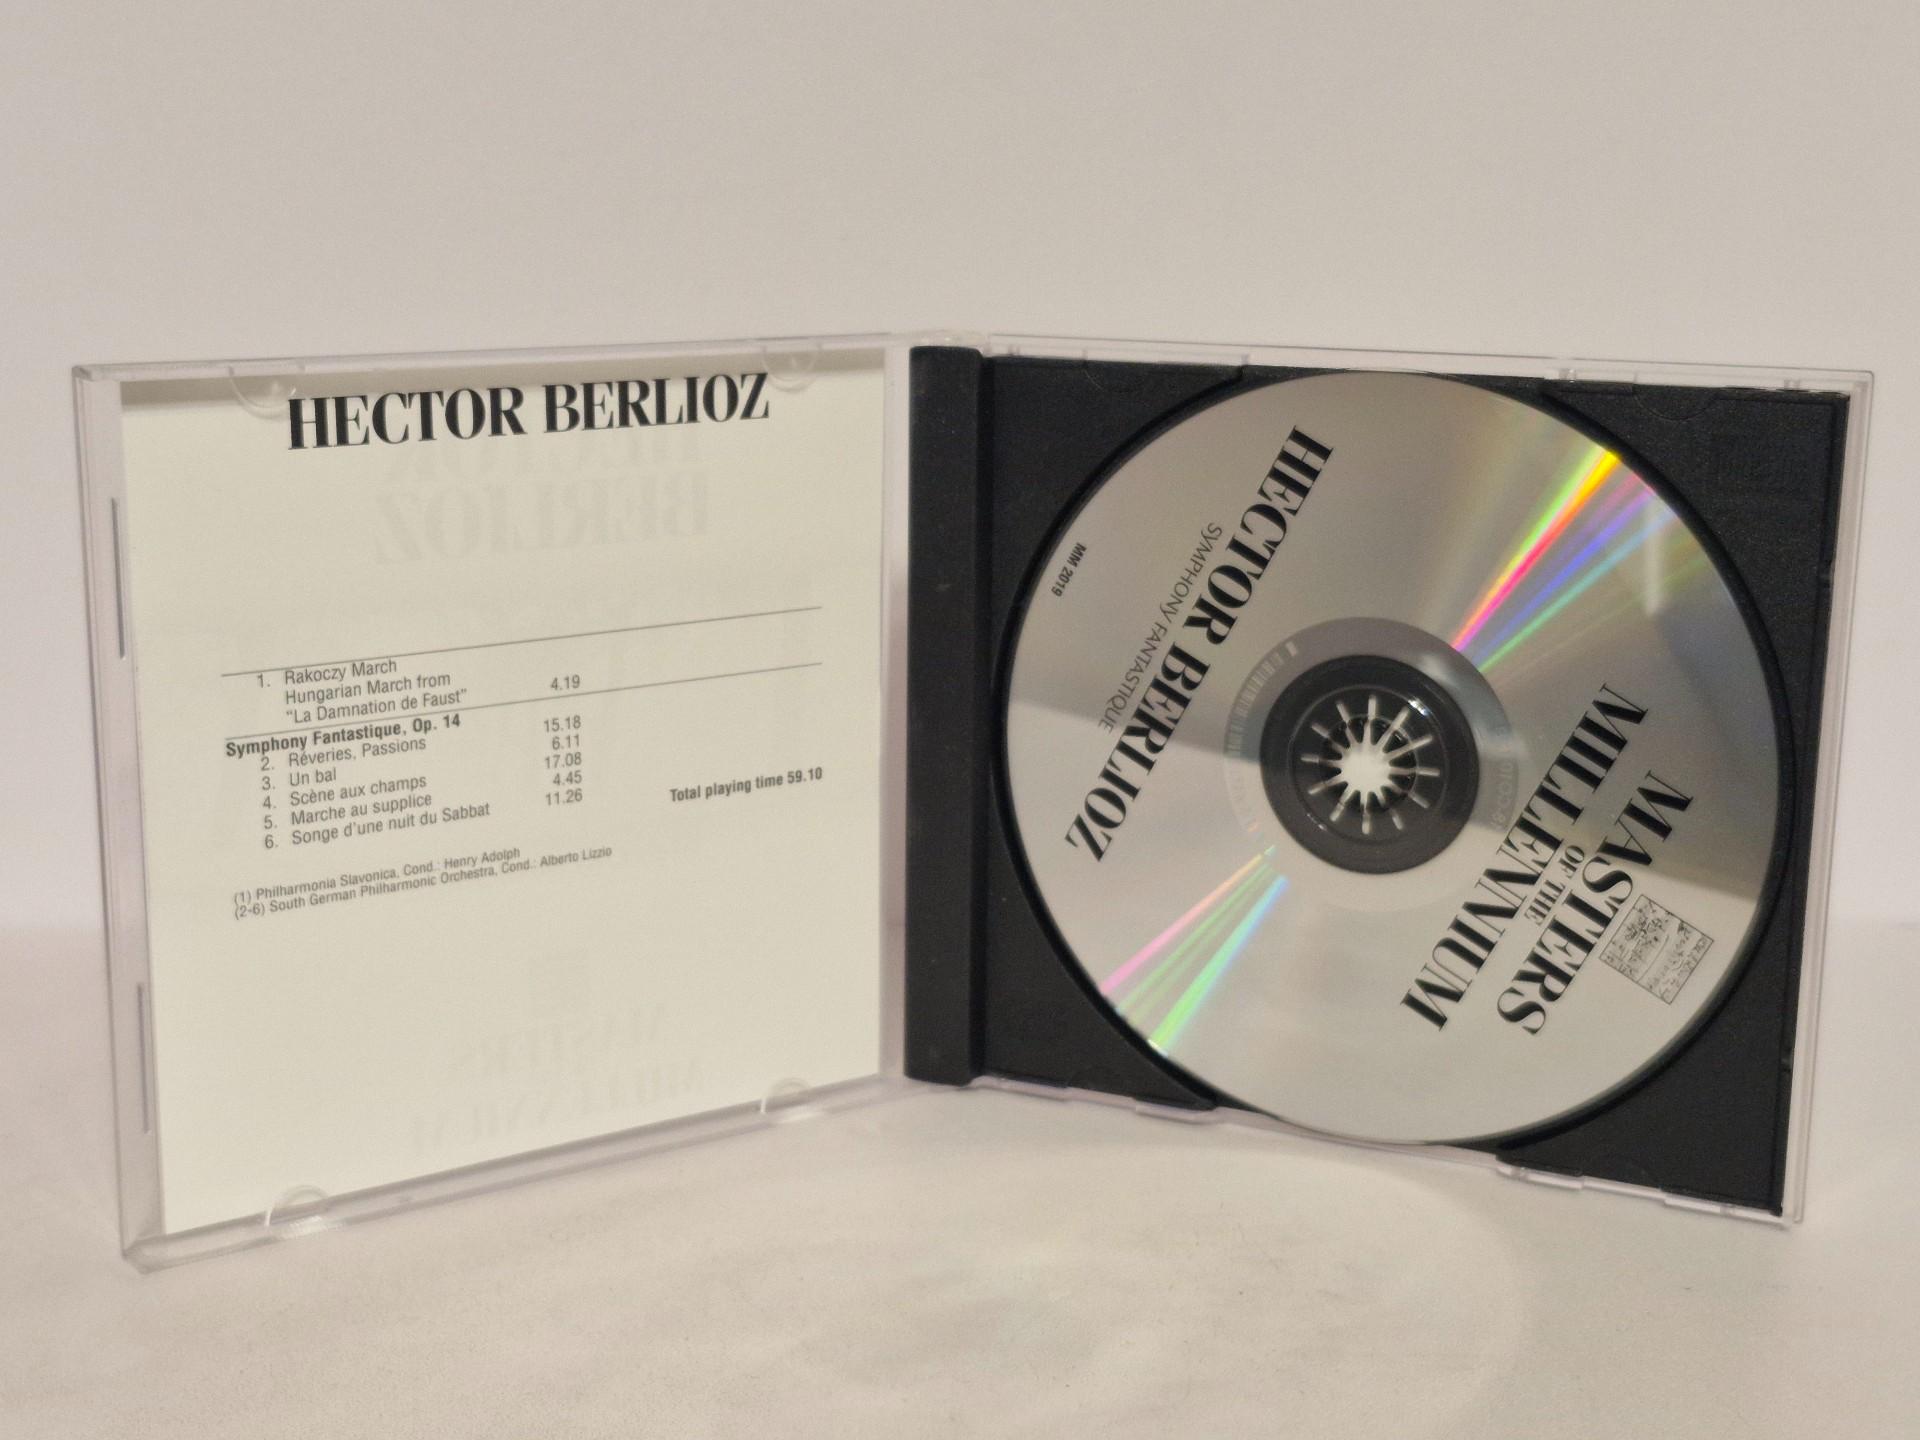 HECTOR BERLIOZ
1. Rakoczy March
Hungarian March from
"La Damnation de Faust" 4.19
Symphony Fantastique, Op. 14
2. Réveries, Passions 15.18
3. Un bal 6.11
4. Scène aux champs 17.08
5. Marche au supplice 4.45
6. Songe d'une nuit du Sabbat 11.26
Total playing time 59.10
(1) Philharmonia Slavonica, Cond.: Henry Adolph
(2-6) South German Philharmonic Orchestra, Cond.: Alberto Lizzio
HECTOR BERLIOZ
SYMPHONY FANTASTIQUE
MM 2019
MASTERS
OF THE
MILLENNIUM